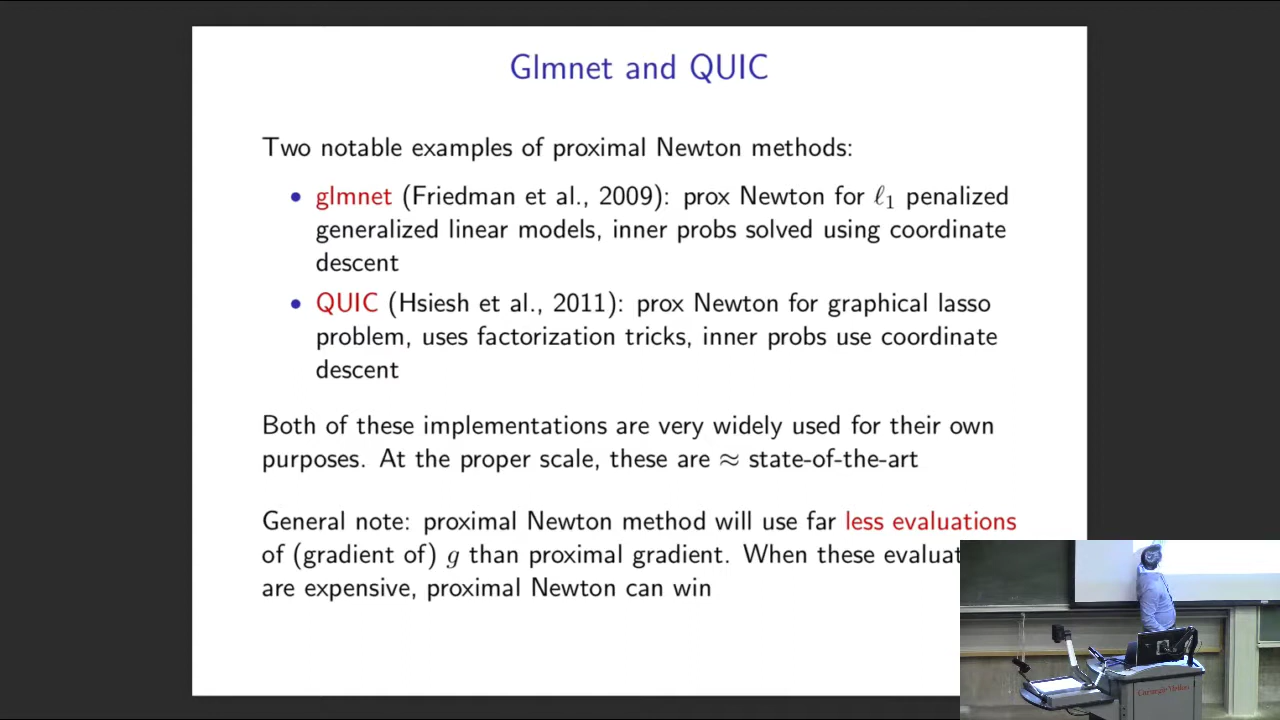 Glmnet and QUIC
Two notable examples of proximal Newton methods:
• glmnet (Friedman et al., 2009): prox Newton for ℓ₁ penalized
generalized linear models, inner probs solved using coordinate
descent
• QUIC (Hsiesh et al., 2011): prox Newton for graphical lasso
problem, uses factorization tricks, inner probs use coordinate
descent
Both of these implementations are very widely used for their own
purposes. At the proper scale, these are ≈ state-of-the-art
General note: proximal Newton method will use far less evaluations
of (gradient of) g than proximal gradient. When these evaluat
are expensive, proximal Newton can win
Carnegie Mellon